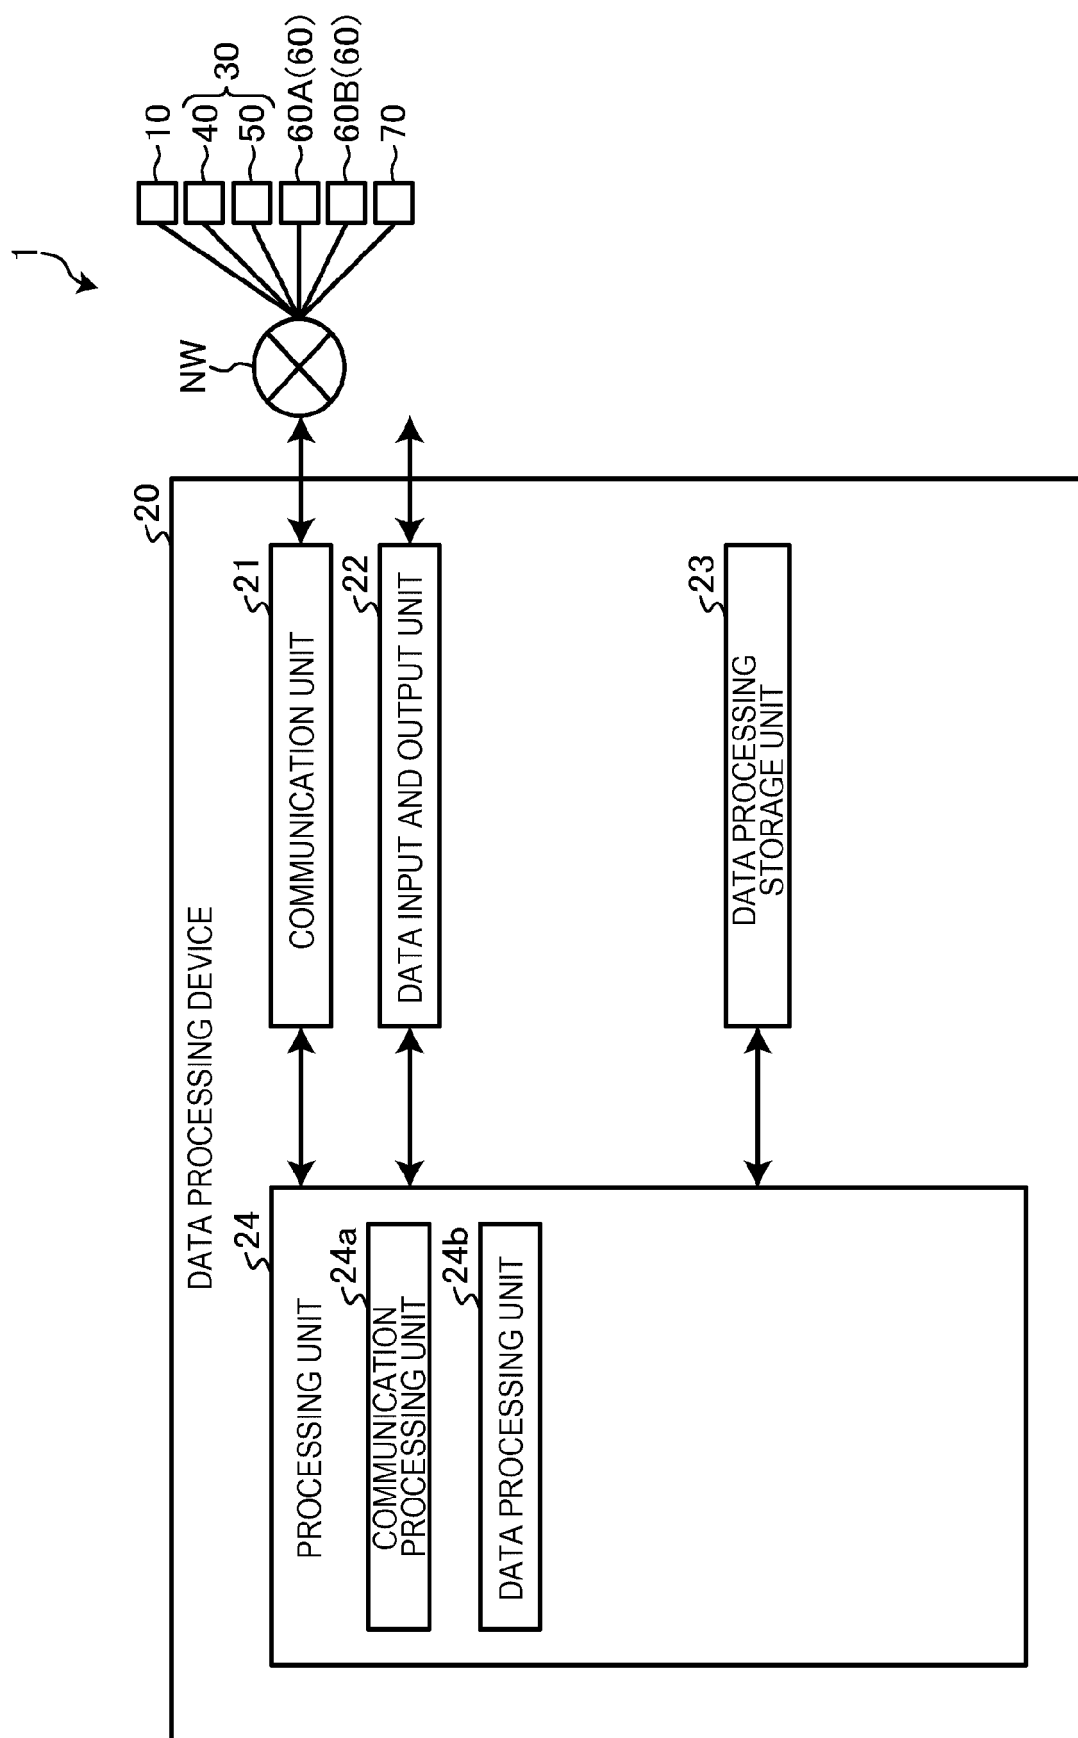 1
10
40
30
50
60A(60)
60B(60)
70
NW
20
DATA PROCESSING DEVICE
24
PROCESSING UNIT
24a
COMMUNICATION
PROCESSING UNIT
24b
DATA PROCESSING UNIT
21
COMMUNICATION UNIT
22
DATA INPUT AND OUTPUT UNIT
23
DATA PROCESSING
STORAGE UNIT